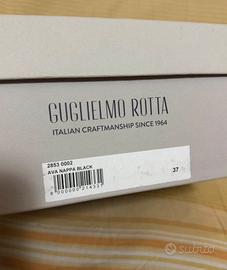 GUGLIELMO ROTTA
ITALIAN CRAFTMANSHIP SINCE 1964
2853 0002
AVA NAPPA BLACK
37
subito